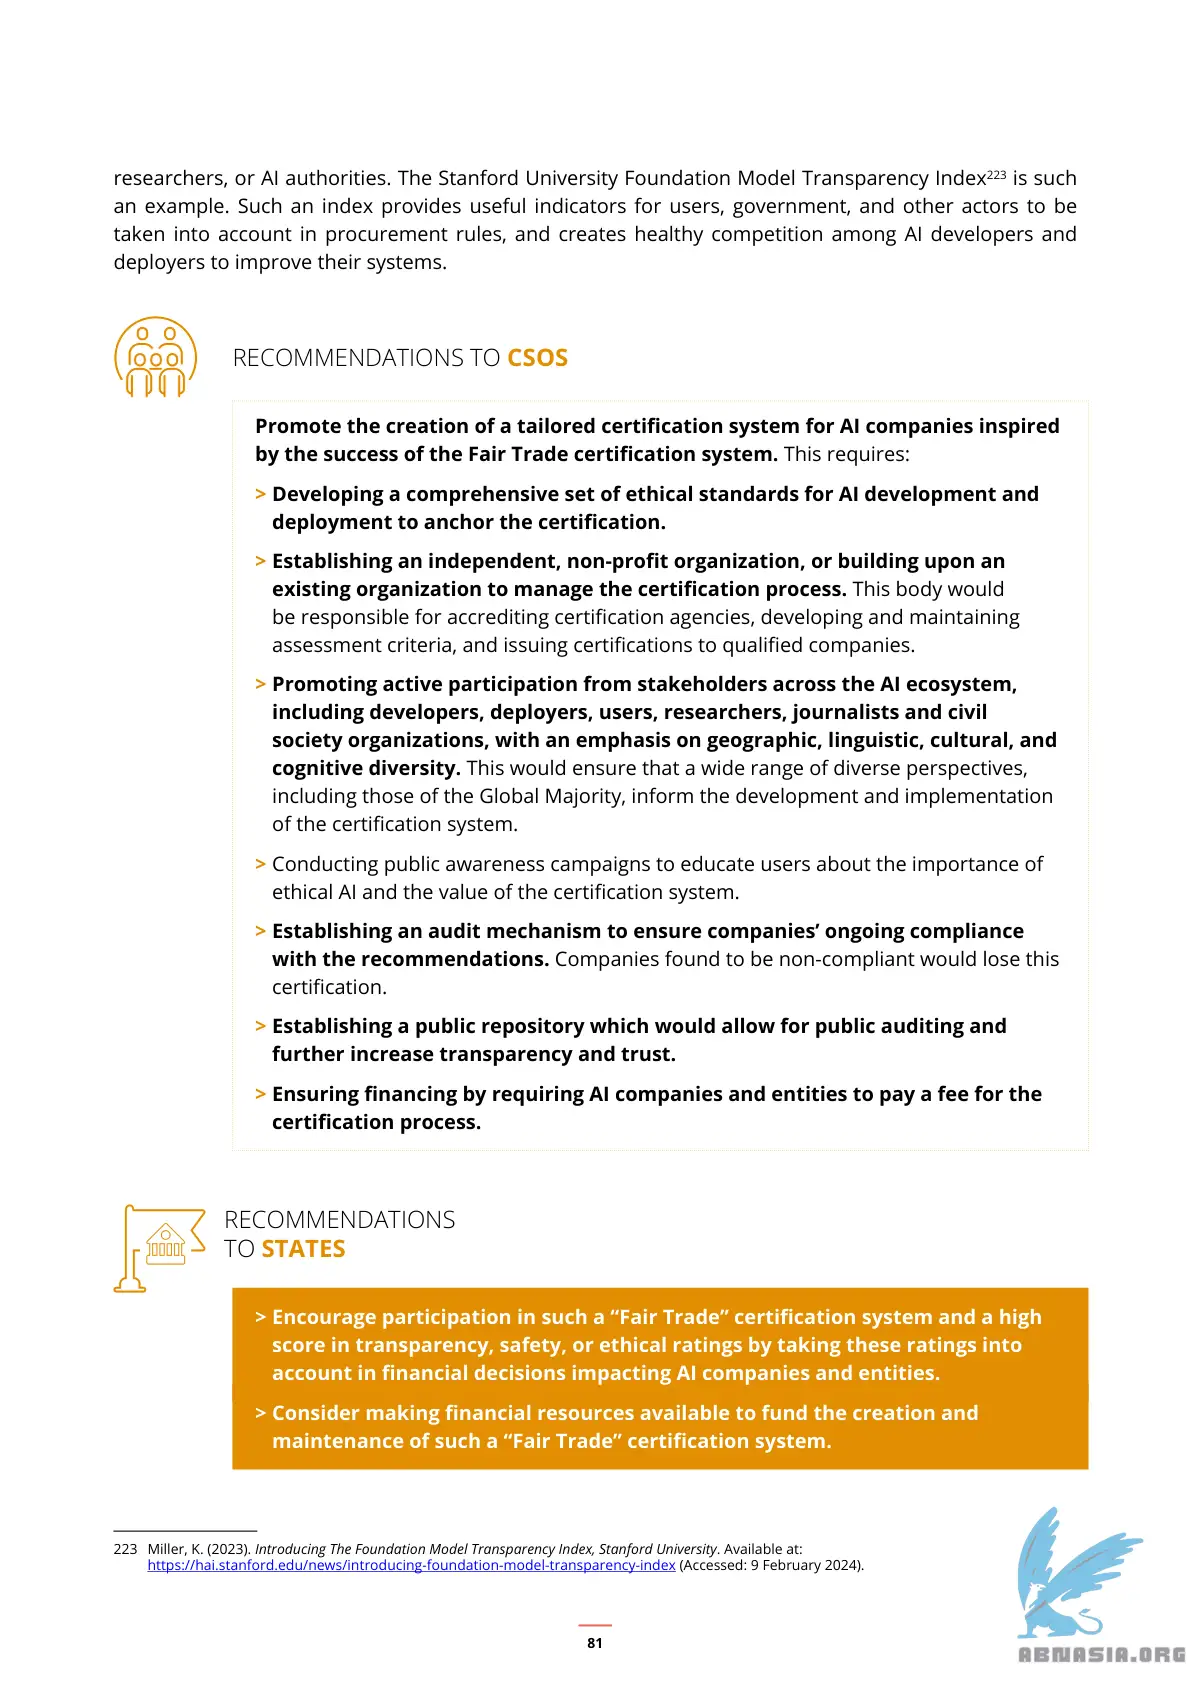 researchers, or AI authorities. The Stanford University Foundation Model Transparency Index223 is such
an example. Such an index provides useful indicators for users, government, and other actors to be
taken into account in procurement rules, and creates healthy competition among AI developers and
deployers to improve their systems.
RECOMMENDATIONS TO CSOS
Promote the creation of a tailored certification system for AI companies inspired
by the success of the Fair Trade certification system. This requires:
> Developing a comprehensive set of ethical standards for AI development and
deployment to anchor the certification.
> Establishing an independent, non-profit organization, or building upon an
existing organization to manage the certification process. This body would
be responsible for accrediting certification agencies, developing and maintaining
assessment criteria, and issuing certifications to qualified companies.
> Promoting active participation from stakeholders across the AI ecosystem,
including developers, deployers, users, researchers, journalists and civil
society organizations, with an emphasis on geographic, linguistic, cultural, and
cognitive diversity. This would ensure that a wide range of diverse perspectives,
including those of the Global Majority, inform the development and implementation
of the certification system.
> Conducting public awareness campaigns to educate users about the importance of
ethical AI and the value of the certification system.
> Establishing an audit mechanism to ensure companies’ ongoing compliance
with the recommendations. Companies found to be non-compliant would lose this
certification.
> Establishing a public repository which would allow for public auditing and
further increase transparency and trust.
> Ensuring financing by requiring AI companies and entities to pay a fee for the
certification process.
RECOMMENDATIONS
TO STATES
> Encourage participation in such a “Fair Trade” certification system and a high
score in transparency, safety, or ethical ratings by taking these ratings into
account in financial decisions impacting AI companies and entities.
> Consider making financial resources available to fund the creation and
maintenance of such a “Fair Trade” certification system.
223 Miller, K. (2023). Introducing The Foundation Model Transparency Index, Stanford University. Available at:
https://hai.stanford.edu/news/introducing-foundation-model-transparency-index (Accessed: 9 February 2024).
81
ABNASIA.ORG